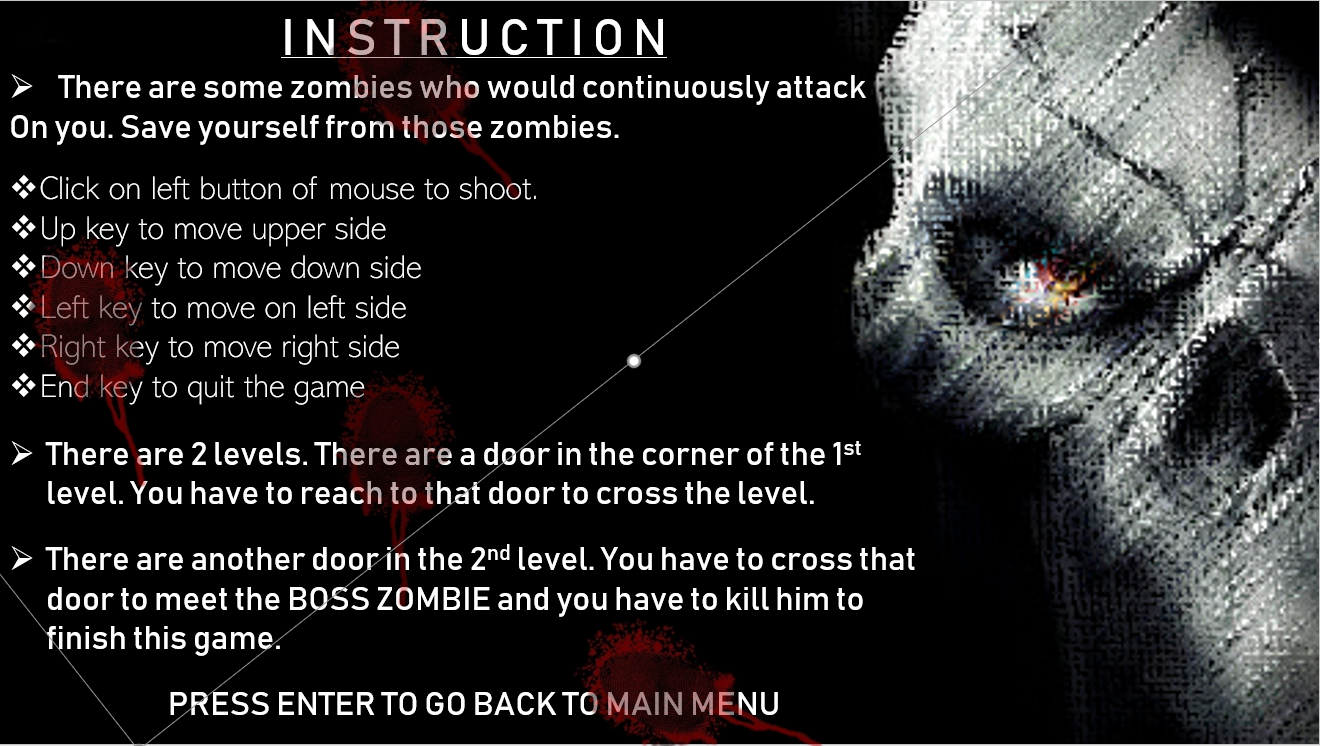 INSTRUCTION
➢ There are some zombies who would continuously attack
On you. Save yourself from those zombies.
❖Click on left button of mouse to shoot.
❖Up key to move upper side
❖Down key to move down side
❖Left key to move on left side
❖Right key to move right side
❖End key to quit the game
➢ There are 2 levels. There are a door in the corner of the 1st
level. You have to reach to that door to cross the level.
➢ There are another door in the 2nd level. You have to cross that
door to meet the BOSS ZOMBIE and you have to kill him to
finish this game.
PRESS ENTER TO GO BACK TO MAIN MENU